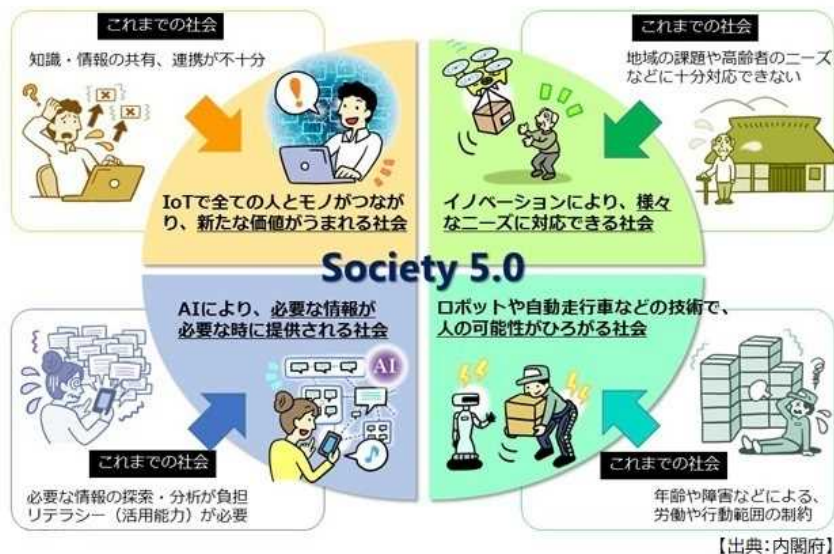 これまでの社会
知識・情報の共有、連携が不十分
IoTで全ての人とモノがつなが
り、新たな価値がうまれる社会
これまでの社会
地域の課題や高齢者のニーズ
などに十分対応できない
イノベーションにより、様々
なニーズに対応できる社会
Society 5.0
AIにより、必要な情報が
必要な時に提供される社会
AI
これまでの社会
必要な情報の探索・分析が負担
リテラシー（活用能力）が必要
ロボットや自動走行車などの技術で、
人の可能性がひろがる社会
これまでの社会
年齢や障害などによる、
労働や行動範囲の制約
【出典：内閣府】